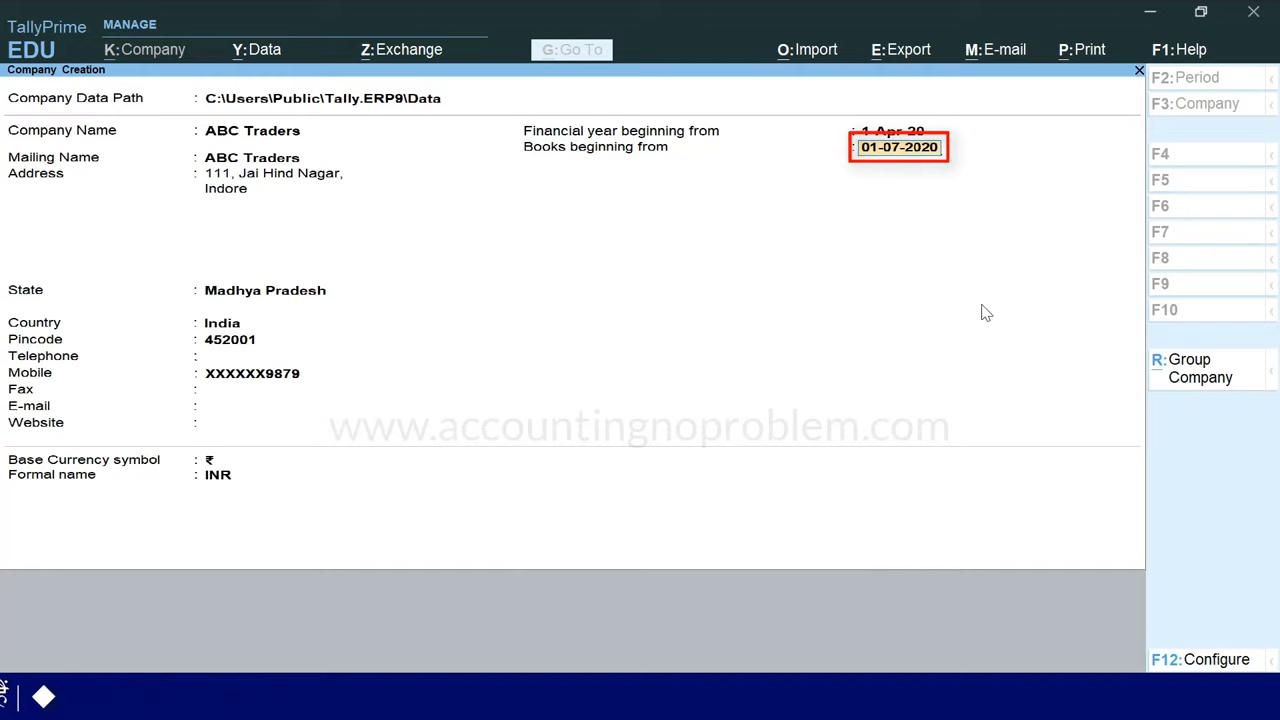 TallyPrime
EDU
MANAGE
K:Company
Y:Data
Z:Exchange
G:Go To
O:Import
E:Export
M:E-mail
P:Print
F1:Help
Company Creation
Company Data Path : C:\Users\Public\Tally.ERP9\Data
Company Name : ABC Traders
Mailing Name : ABC Traders
Address : 111, Jai Hind Nagar,
Indore
State : Madhya Pradesh
Country : India
Pincode : 452001
Telephone :
Mobile : XXXXXX9879
Fax :
E-mail :
Website :
Base Currency symbol : ₹
Formal name : INR
Financial year beginning from : 1-Apr-20
Books beginning from : 01-07-2020
www.accountingnoproblem.com
F2:Period
F3:Company
F4
F5
F6
F7
F8
F9
F10
R:Group
Company
F12:Configure